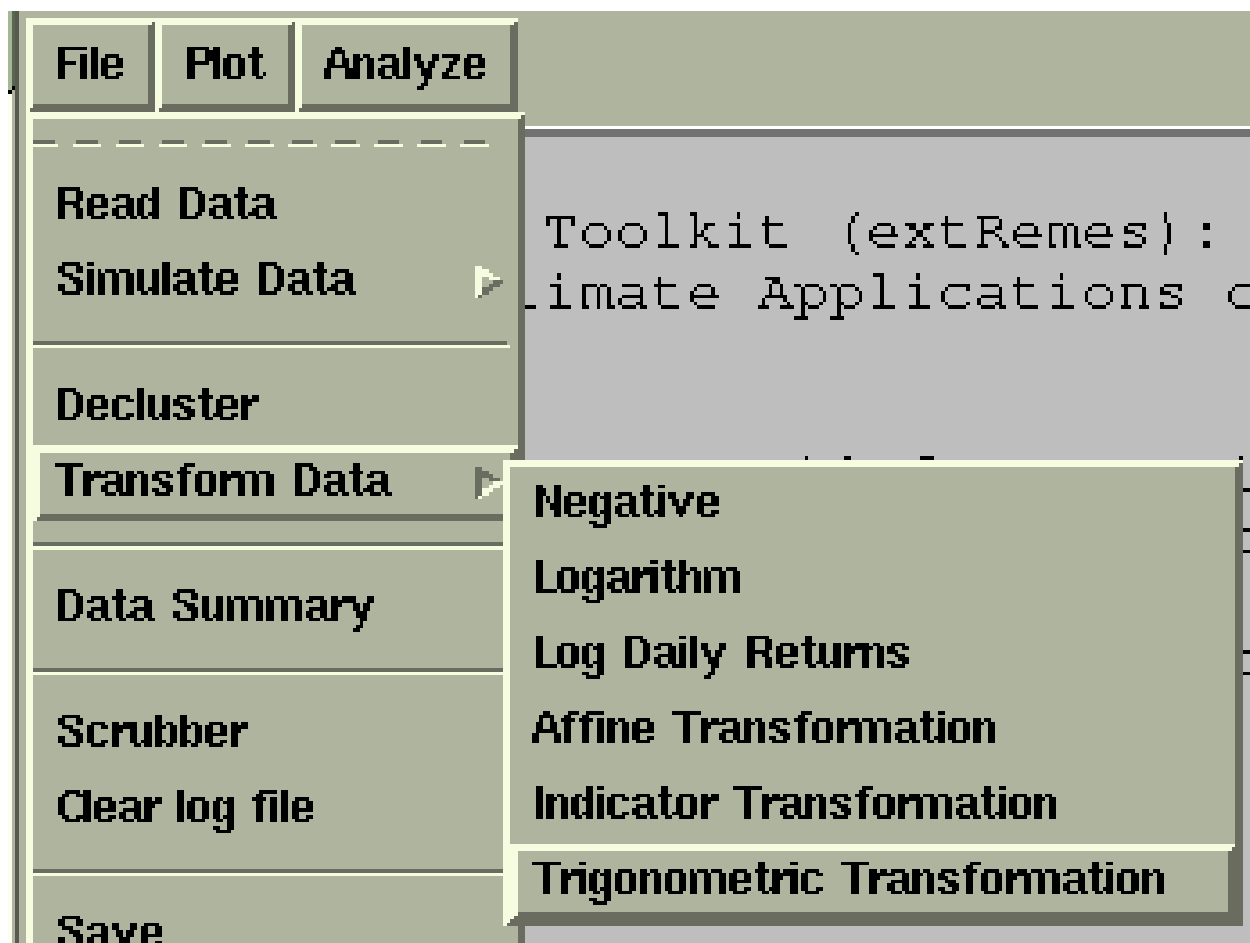 File Plot Analyze
Read Data
Toolkit (extRemes):
Simulate Data
limate Applications
Decluster
Transform Data
Negative
Logarithm
Data Summary
Log Daily Returns
Scrubber
Affine Transformation
Clear log file
Indicator Transformation
Trigonometric Transformation
Save